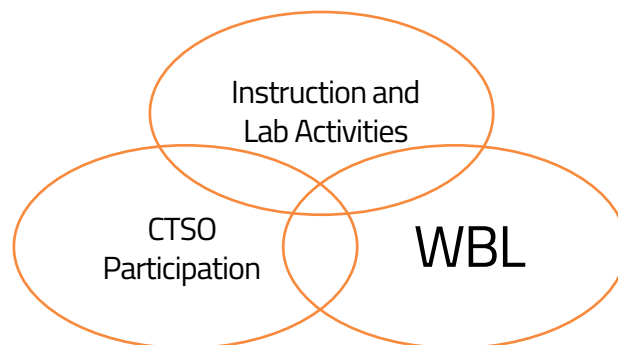 Instruction and
Lab Activities
CTSO
Participation
WBL